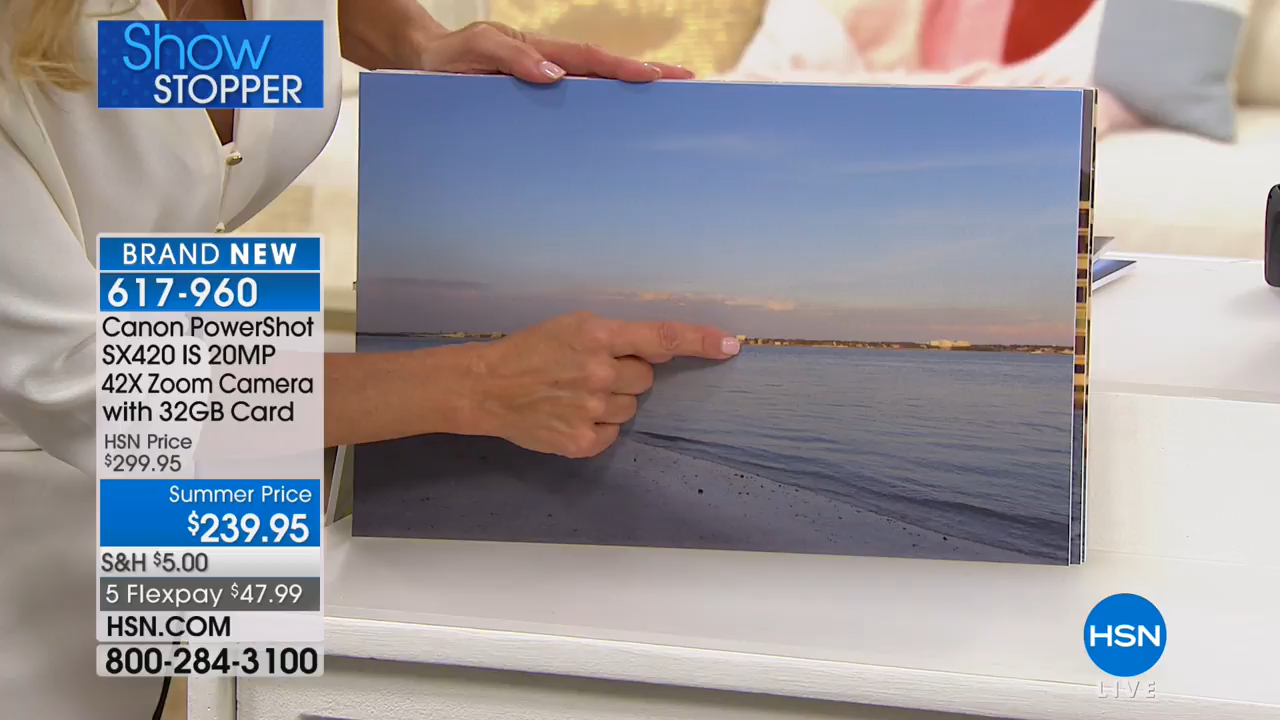 Show
STOPPER
BRAND NEW
617-960
Canon PowerShot
SX420 IS 20MP
42X Zoom Camera
with 32GB Card
HSN Price
$299.95
Summer Price
$239.95
S&H $5.00
5 Flexpay $47.99
HSN.COM
800-284-3100
HSN
LIVE